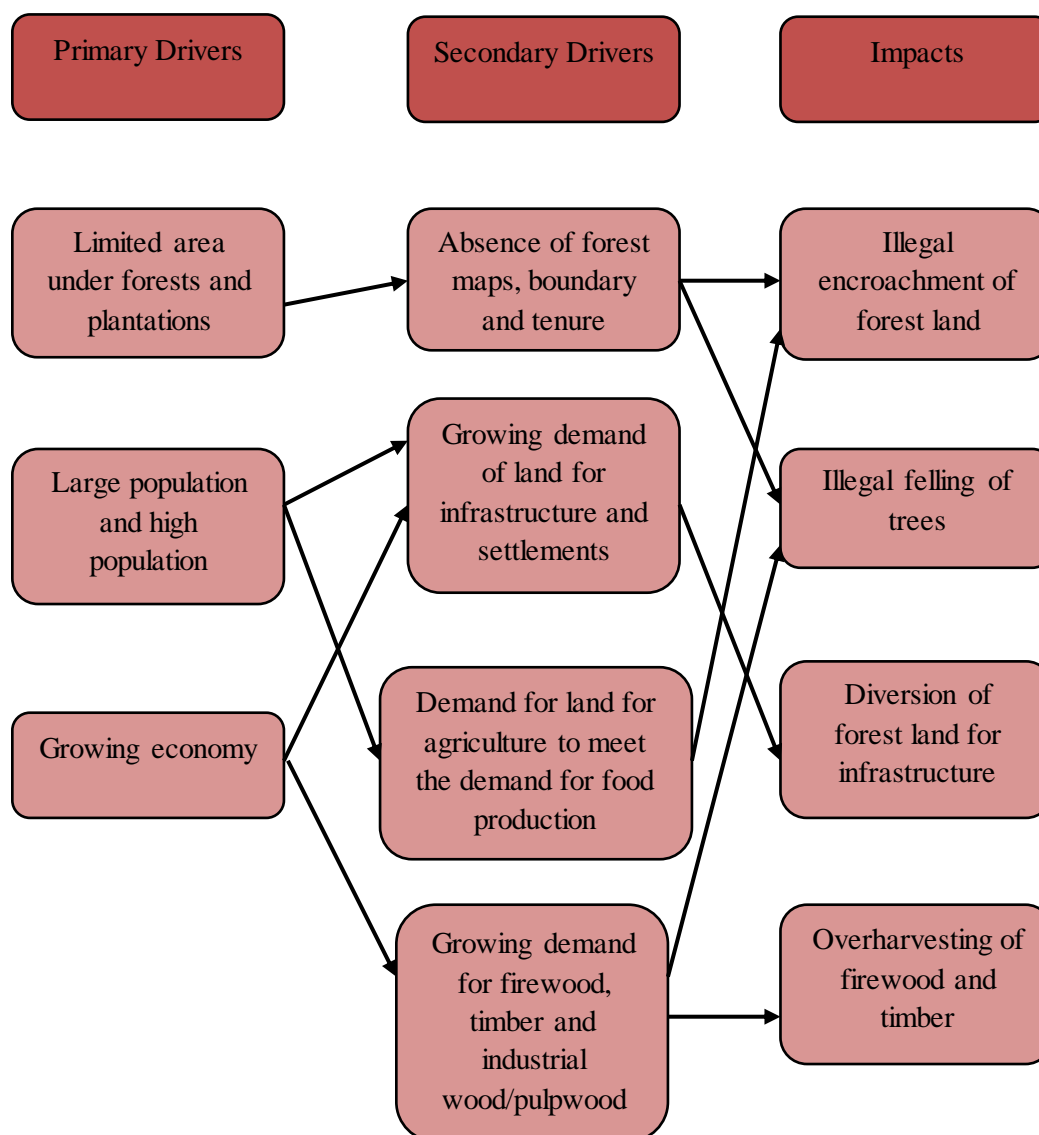 Primary Drivers
Secondary Drivers
Impacts
Limited area
under forests and
plantations
Absence of forest
maps, boundary
and tenure
Illegal
encroachment of
forest land
Large population
and high
population
Growing demand
of land for
infrastructure and
settlements
Illegal felling of
trees
Growing economy
Demand for land for
agriculture to meet
the demand for food
production
Diversion of
forest land for
infrastructure
Growing demand
for firewood,
timber and
industrial
wood/pulpwood
Overharvesting of
firewood and
timber